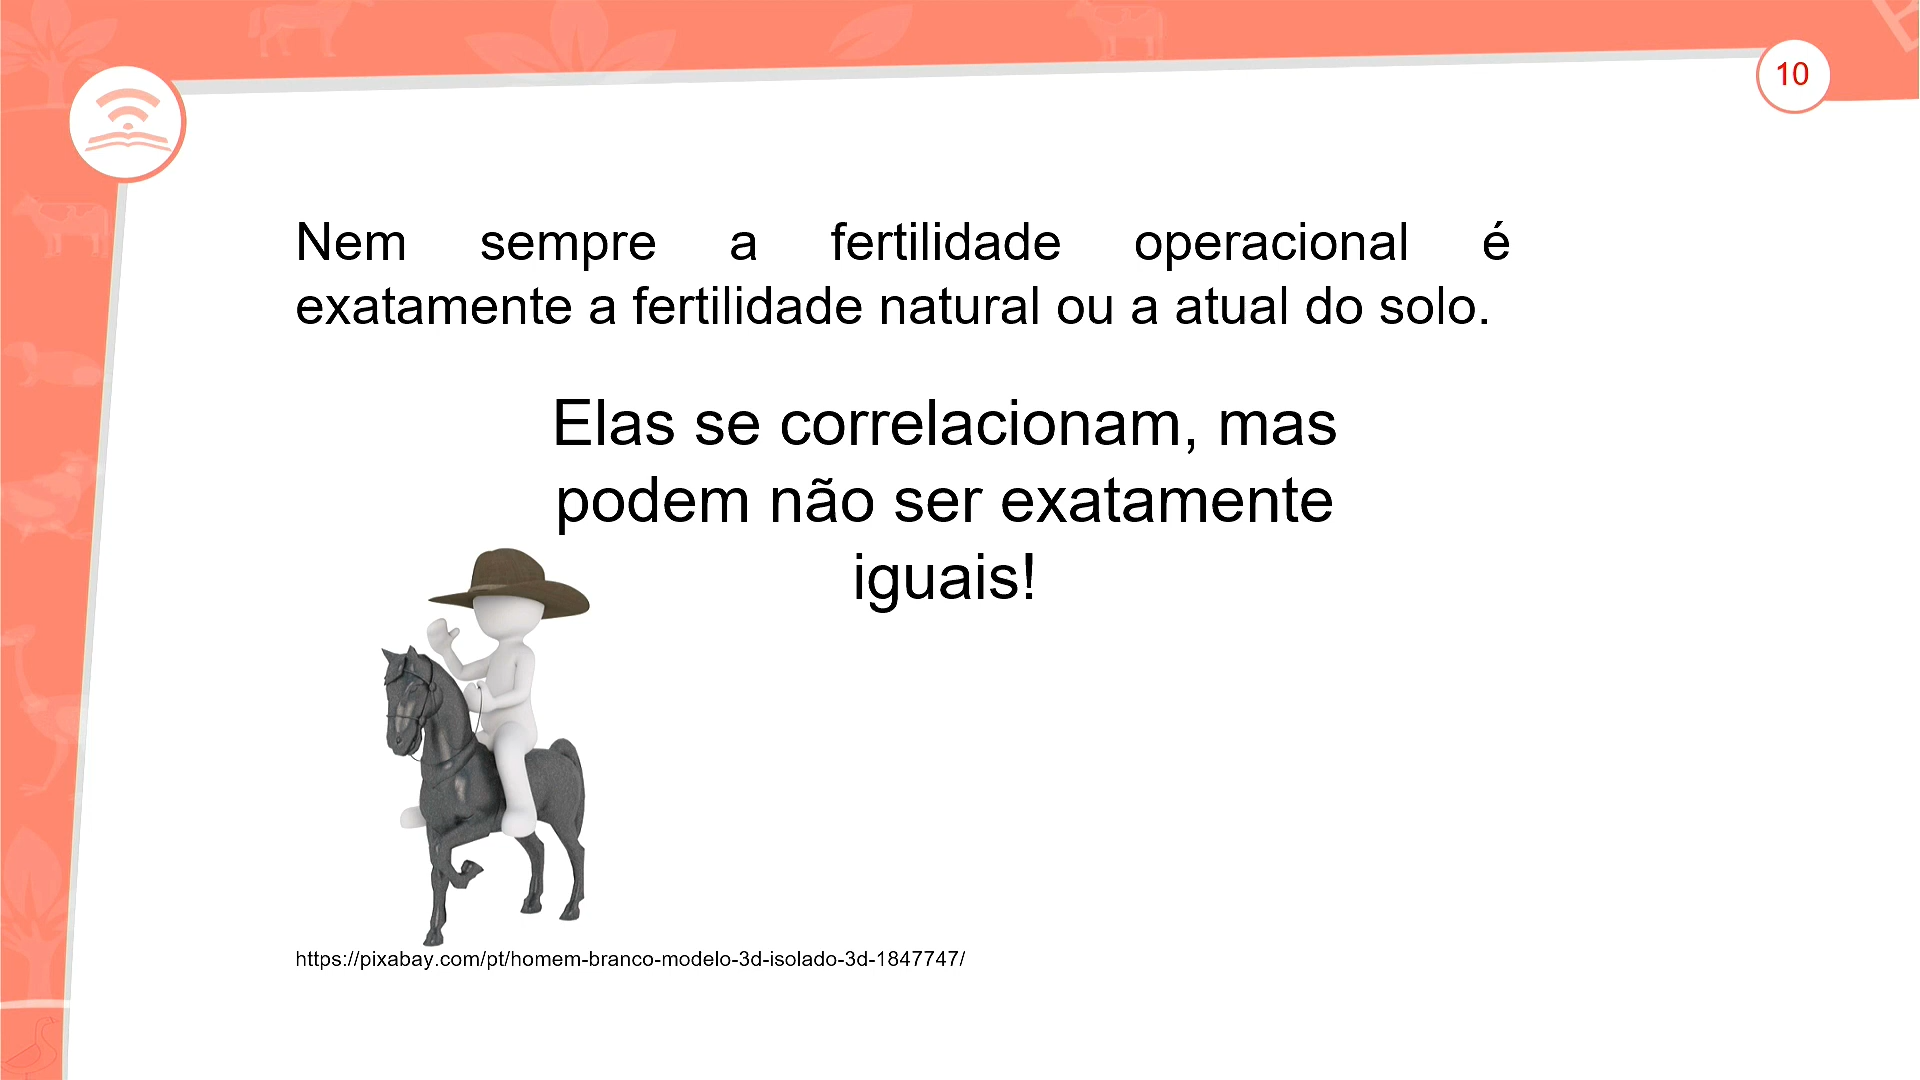 10
Nem sempre a fertilidade operacional é
exatamente a fertilidade natural ou a atual do solo.
Elas se correlacionam, mas
podem não ser exatamente
iguais!
https://pixabay.com/pt/homem-branco-modelo-3d-isolado-3d-1847747/